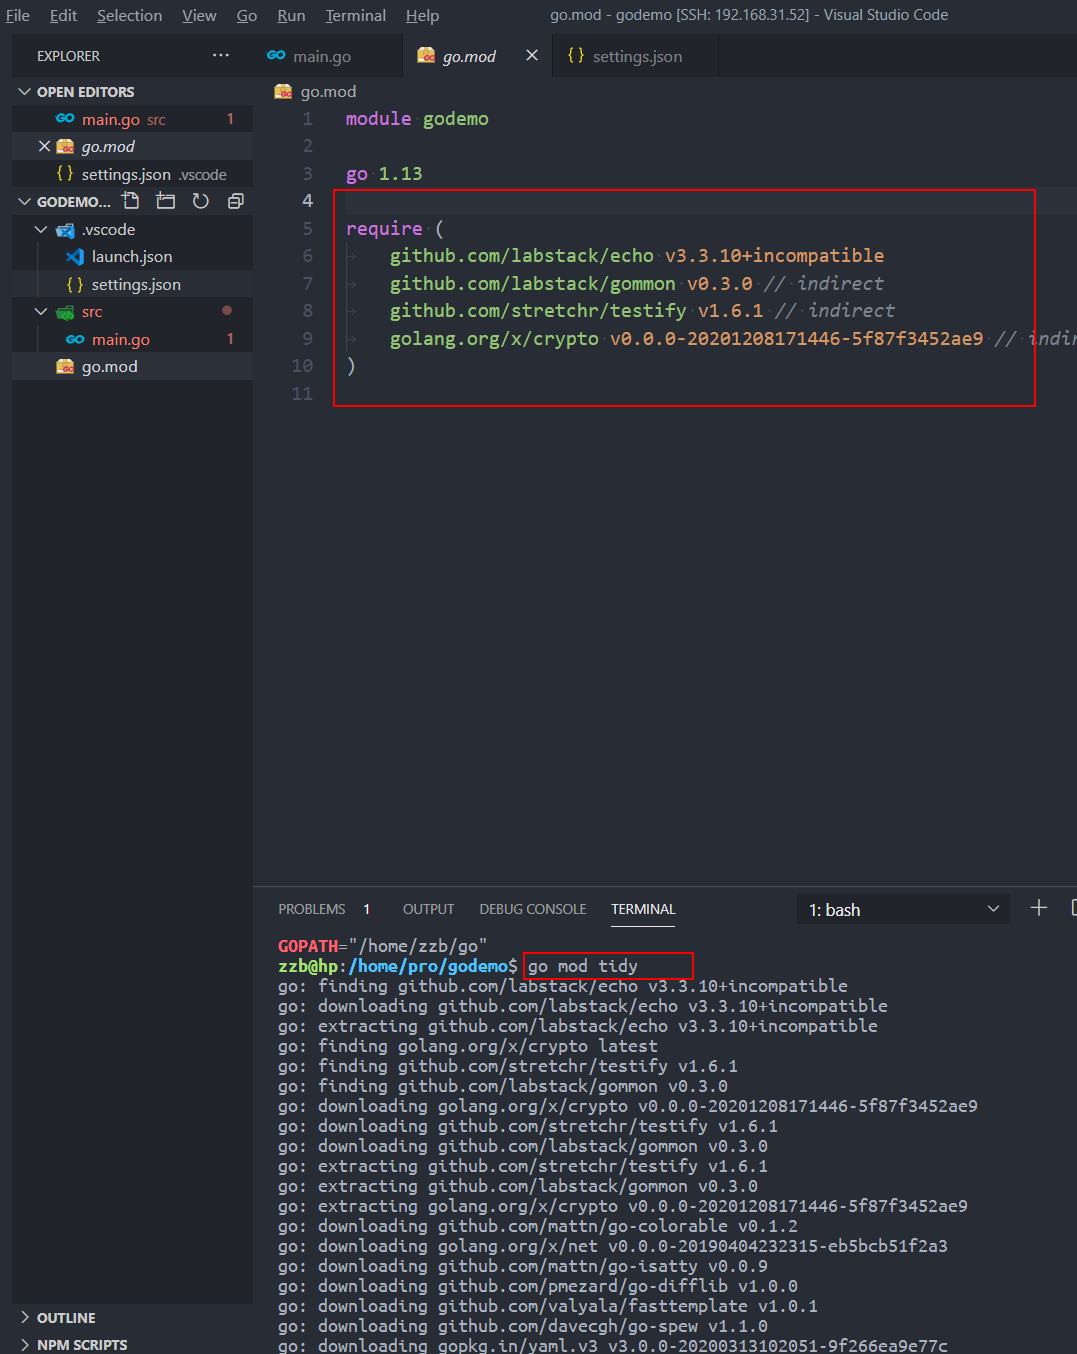 File Edit Selection View Go Run Terminal Help go.mod - godemo [SSH: 192.168.31.52] - Visual Studio Code
EXPLORER ···
GO main.go
go.mod ×
{} settings.json
OPEN EDITORS
GO main.go src 1
× go.mod
{} settings.json .vscode
GODEMO...
.vscode
launch.json
{} settings.json
src
GO main.go 1
go.mod
go.mod
1 module godemo
2
3 go 1.13
4
5 require (
6 github.com/labstack/echo v3.3.10+incompatible
7 github.com/labstack/gommon v0.3.0 // indirect
8 github.com/stretchr/testify v1.6.1 // indirect
9 golang.org/x/crypto v0.0.0-20201208171446-5f87f3452ae9 // indir
10 )
11
PROBLEMS 1 OUTPUT DEBUG CONSOLE TERMINAL 1: bash
GOPATH="/home/zzb/go"
zzb@hp:/home/pro/godemo$ go mod tidy
go: finding github.com/labstack/echo v3.3.10+incompatible
go: downloading github.com/labstack/echo v3.3.10+incompatible
go: extracting github.com/labstack/echo v3.3.10+incompatible
go: finding golang.org/x/crypto latest
go: finding github.com/stretchr/testify v1.6.1
go: finding github.com/labstack/gommon v0.3.0
go: downloading golang.org/x/crypto v0.0.0-20201208171446-5f87f3452ae9
go: downloading github.com/stretchr/testify v1.6.1
go: downloading github.com/labstack/gommon v0.3.0
go: extracting github.com/stretchr/testify v1.6.1
go: extracting github.com/labstack/gommon v0.3.0
go: extracting golang.org/x/crypto v0.0.0-20201208171446-5f87f3452ae9
go: downloading github.com/mattn/go-colorable v0.1.2
go: downloading golang.org/x/net v0.0.0-20190404232315-eb5bcb51f2a3
go: downloading github.com/mattn/go-isatty v0.0.9
go: downloading github.com/pmezard/go-difflib v1.0.0
go: downloading github.com/valyala/fasttemplate v1.0.1
go: downloading github.com/davecgh/go-spew v1.1.0
go: downloading gopkg.in/yaml.v3 v3.0.0-20200313102051-9f266ea9e77c
OUTLINE
NPM SCRIPTS